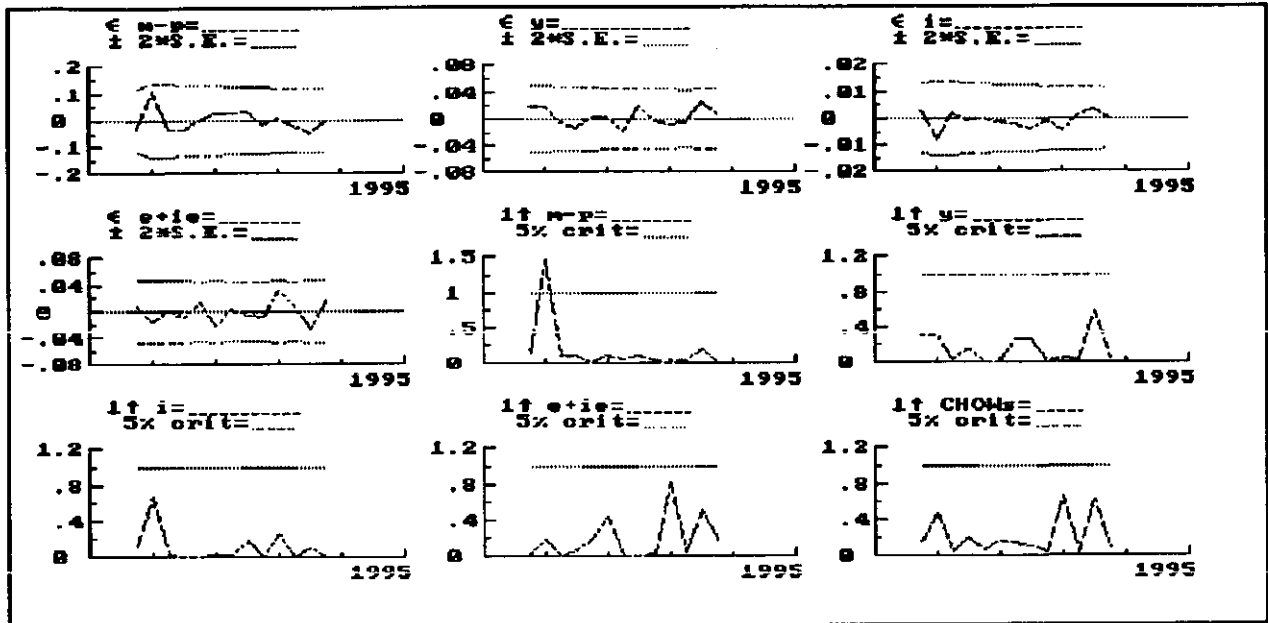 € m-p=
± 2*S.E.=
.2
.1
0
-.1
-.2
1995
€ y=
± 2*S.E.=
.08
.04
0
-.04
-.08
1995
€ i=
± 2*S.E.=
.02
.01
0
-.01
-.02
1995
€ e+ie=
± 2*S.E.=
.08
.04
0
-.04
-.08
1995
1↑ m-p=
5% crit=
1.5
1
.5
0
1995
1↑ y=
5% crit=
1.2
.8
.4
0
1995
1↑ i=
5% crit=
1.2
.8
.4
0
1995
1↑ e+ie=
5% crit=
1.2
.8
.4
0
1995
1↑ CHOWs=
5% crit=
1.2
.8
.4
0
1995